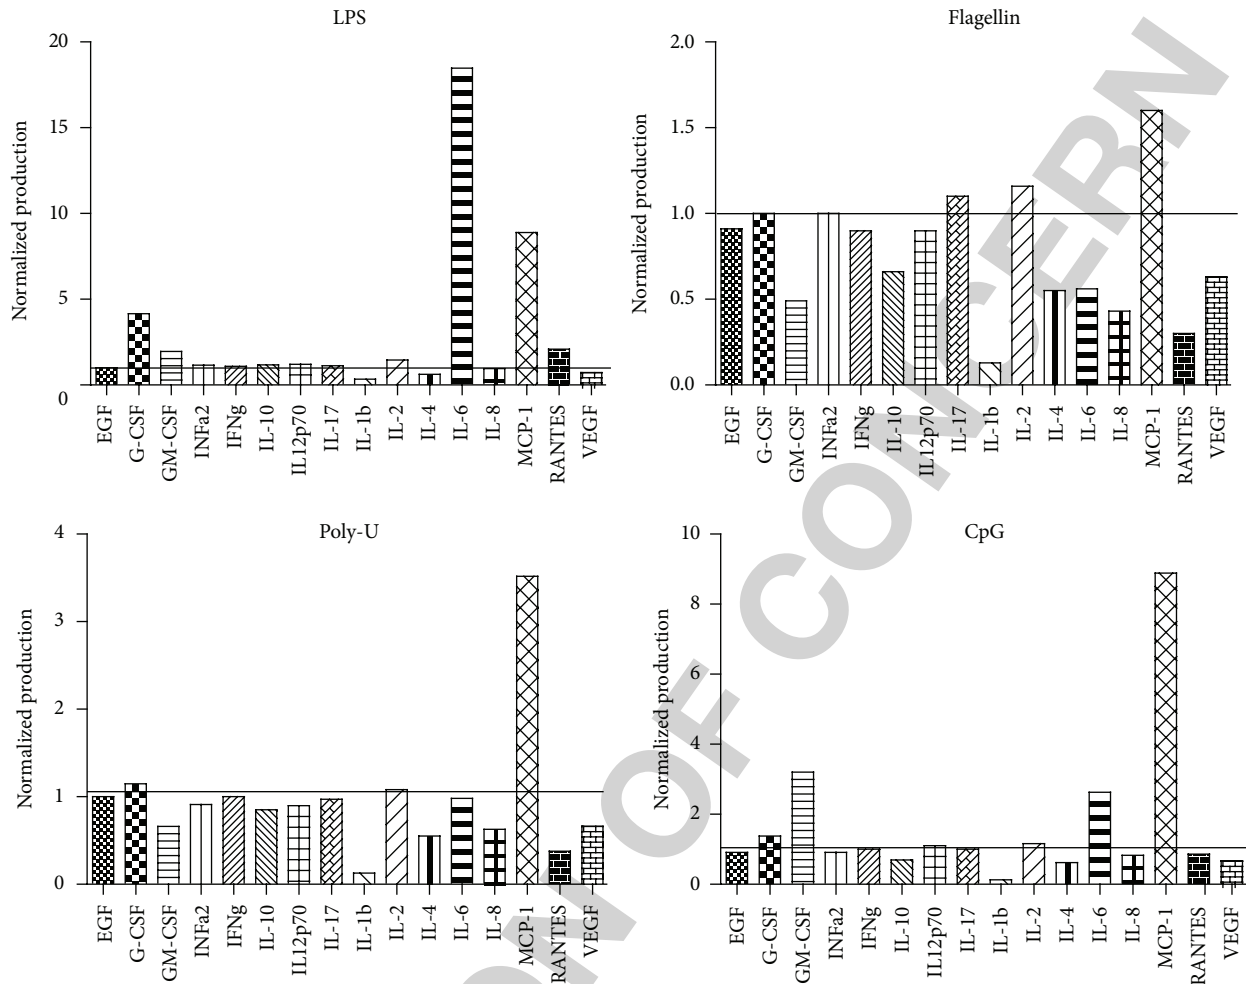 LPS
Normalized production
20
15
10
5
0
EGF
G-CSF
GM-CSF
INFa2
IFNg
IL-10
IL12p70
IL-17
IL-1b
IL-2
IL-4
IL-6
IL-8
MCP-1
RANTES
VEGF
Flagellin
Normalized production
2.0
1.5
1.0
0.5
0.0
EGF
G-CSF
GM-CSF
INFa2
IFNg
IL-10
IL12p70
IL-17
IL-1b
IL-2
IL-4
IL-6
IL-8
MCP-1
RANTES
VEGF
Poly-U
Normalized production
4
3
2
1
0
EGF
G-CSF
GM-CSF
INFa2
IFNg
IL-10
IL12p70
IL-17
IL-1b
IL-2
IL-4
IL-6
IL-8
MCP-1
RANTES
VEGF
CpG
Normalized production
10
8
6
4
2
0
EGF
G-CSF
GM-CSF
INFa2
IFNg
IL-10
IL12p70
IL-17
IL-1b
IL-2
IL-4
IL-6
IL-8
MCP-1
RANTES
VEGF
ON OF CONCERN